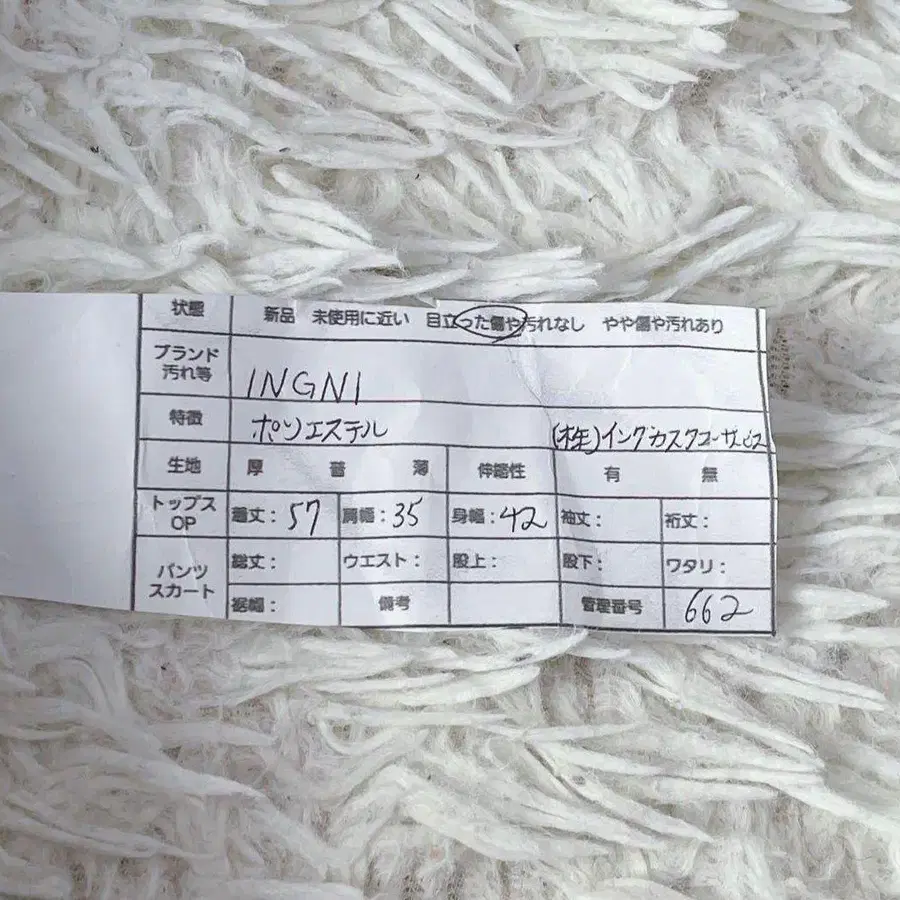 状態 新品 未使用に近い 目立った傷や汚れなし やや傷や汚れあり
ブランド
汚れ等 INGNI
特徴 ポリエステル (株)イングカスタマーサービス
生地 厚 普 薄 伸縮性 有 無
トップス
OP 着丈:57 肩幅:35 身幅:42 袖丈: 裄丈:
パンツ
スカート 総丈: ウエスト: 股上: 股下: ワタリ:
裾幅: 備考 管理番号 662